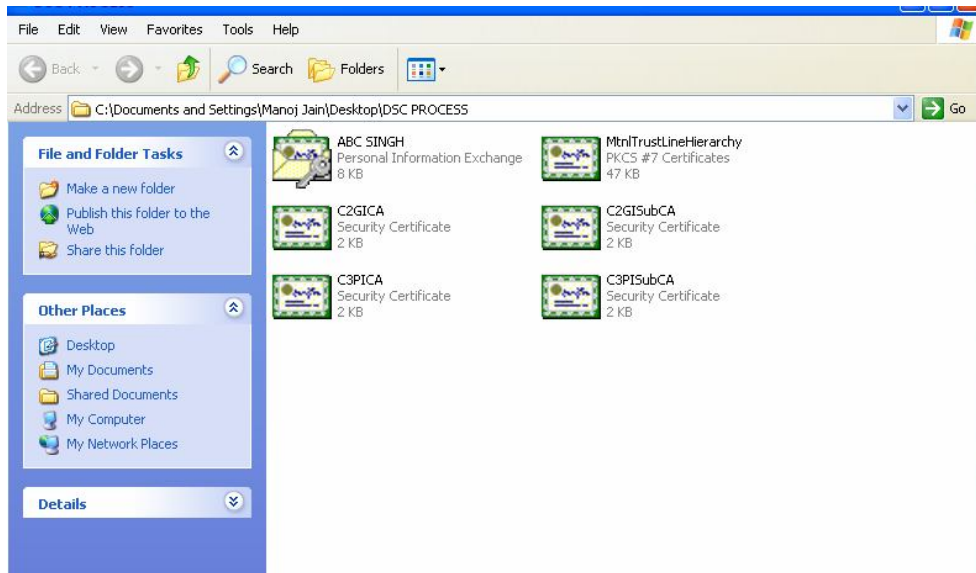 File Edit View Favorites Tools Help
Back Search Folders
Address C:\Documents and Settings\Manoj Jain\Desktop\DSC PROCESS Go
File and Folder Tasks
Make a new folder
Publish this folder to the
Web
Share this folder
Other Places
Desktop
My Documents
Shared Documents
My Computer
My Network Places
Details
ABC SINGH
Personal Information Exchange
8 KB
MtnlTrustLineHierarchy
PKCS #7 Certificates
47 KB
C2GICA
Security Certificate
2 KB
C2GISubCA
Security Certificate
2 KB
C3PICA
Security Certificate
2 KB
C3PISubCA
Security Certificate
2 KB